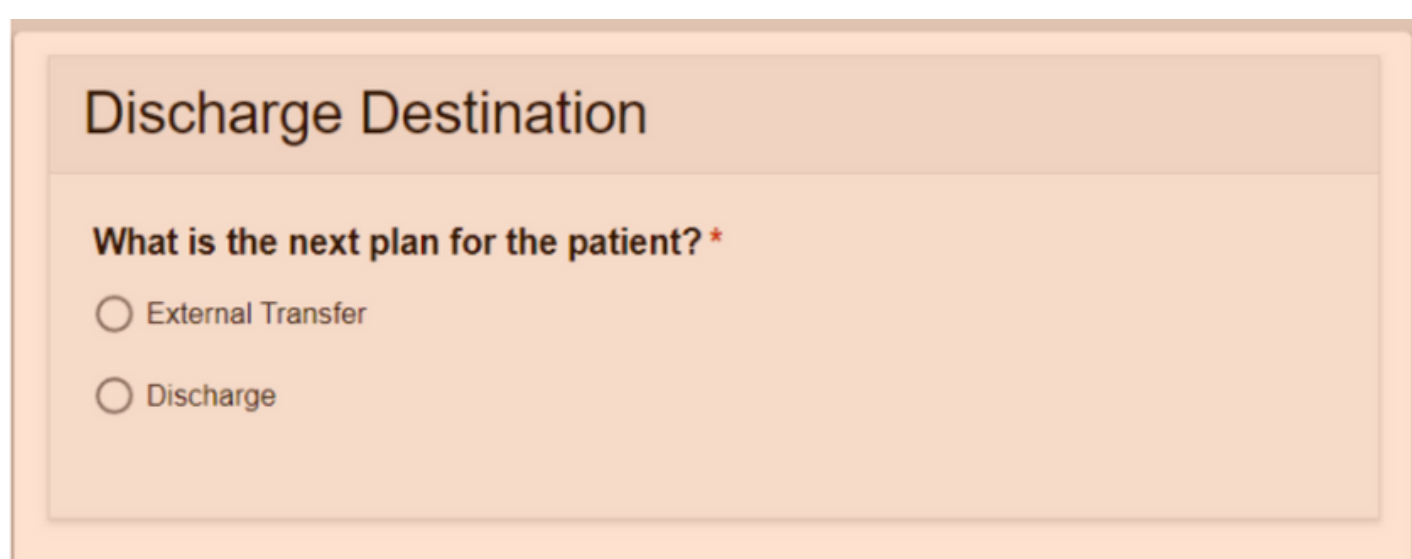 Discharge Destination
What is the next plan for the patient? *
External Transfer
Discharge